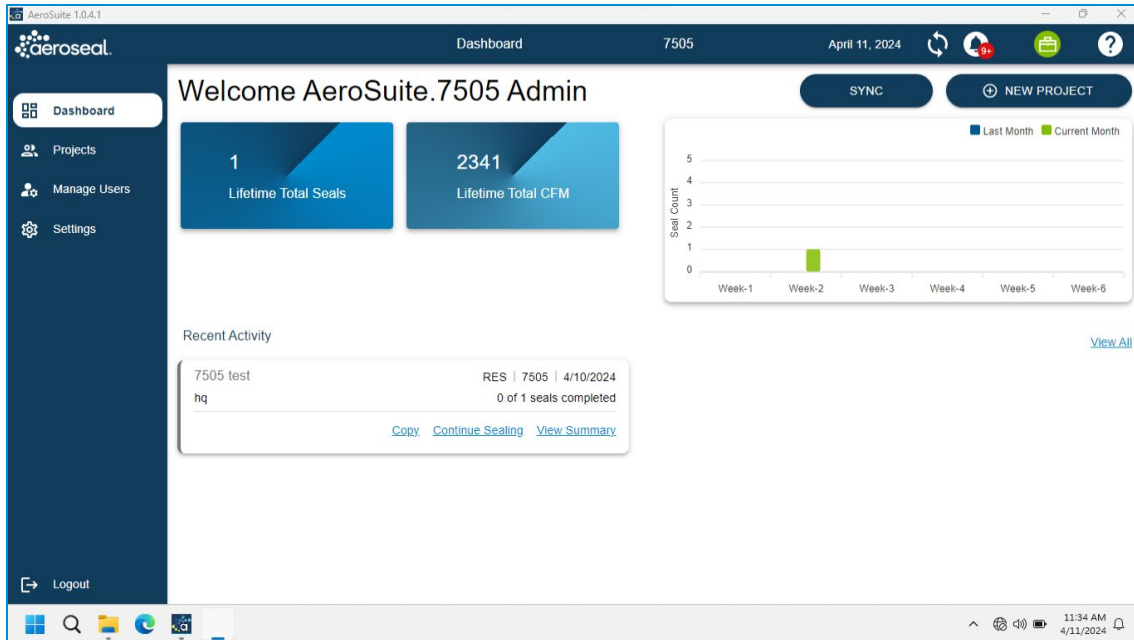 AeroSuite 1.0.4.1
aeroseal.
Dashboard
7505
April 11, 2024
9+
?
Dashboard
Projects
Manage Users
Settings
Logout
Welcome AeroSuite.7505 Admin
SYNC
NEW PROJECT
1
Lifetime Total Seals
2341
Lifetime Total CFM
Last Month Current Month
Seal Count
5
4
3
2
1
0
Week-1 Week-2 Week-3 Week-4 Week-5 Week-6
Recent Activity
View All
7505 test RES | 7505 | 4/10/2024
hq 0 of 1 seals completed
Copy Continue Sealing View Summary
11:34 AM
4/11/2024